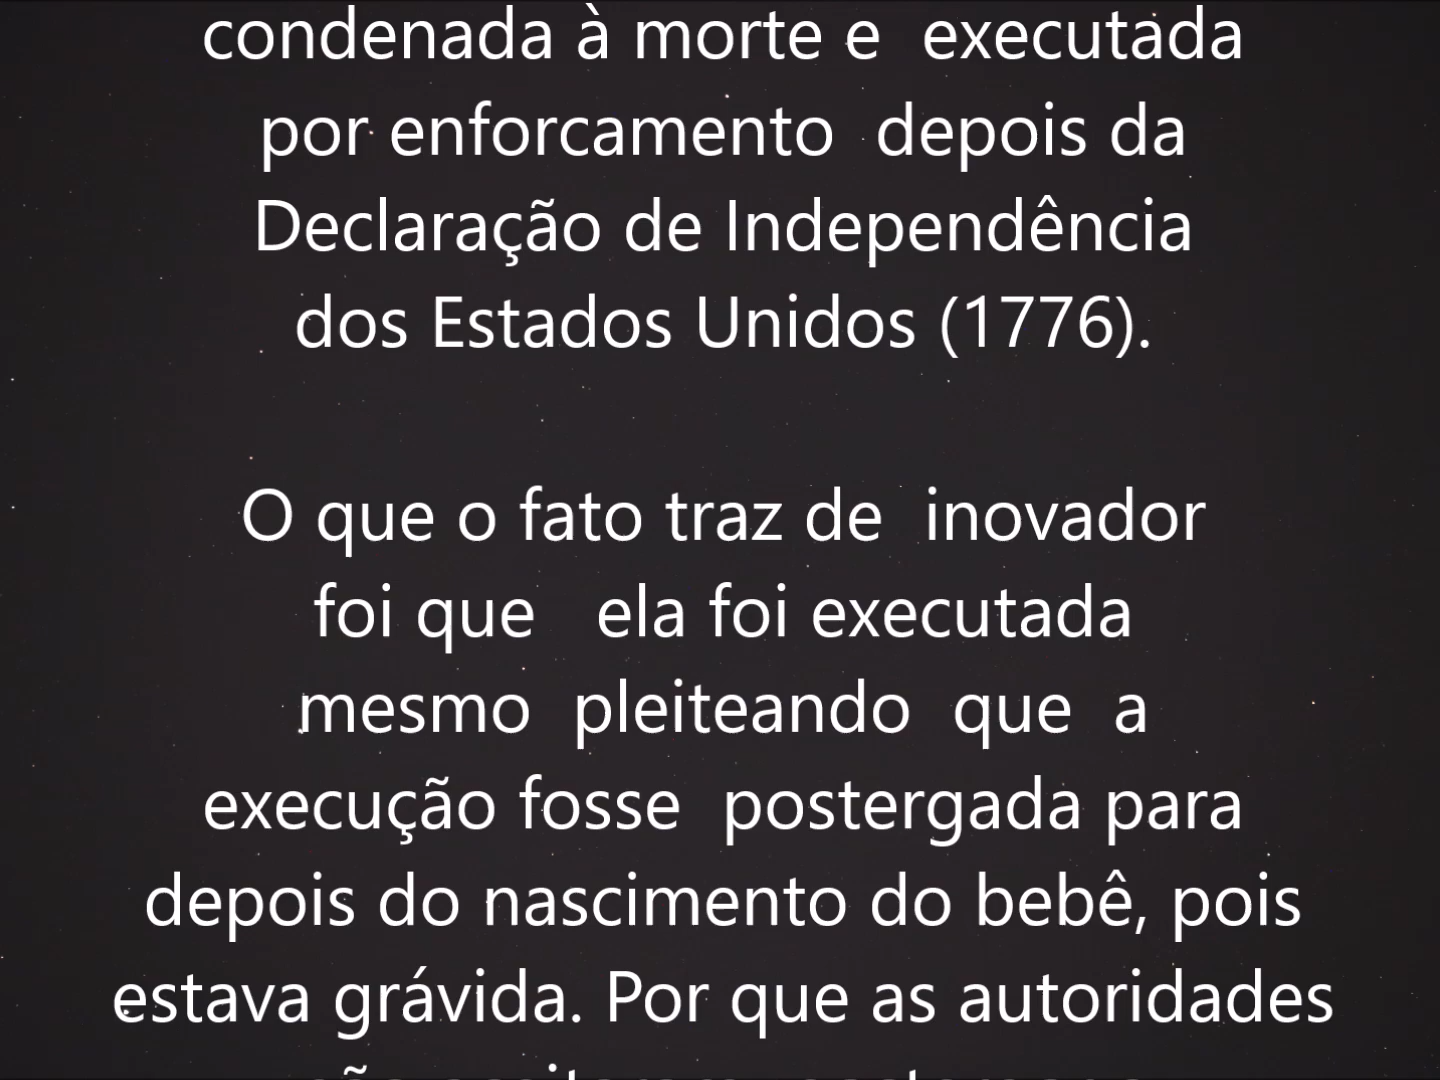 condenada à morte e  executada
por enforcamento  depois da
Declaração de Independência
dos Estados Unidos (1776).
O que o fato traz de  inovador
foi que   ela foi executada
mesmo  pleiteando  que  a
execução fosse  postergada para
depois do nascimento do bebê, pois
estava grávida. Por que as autoridades